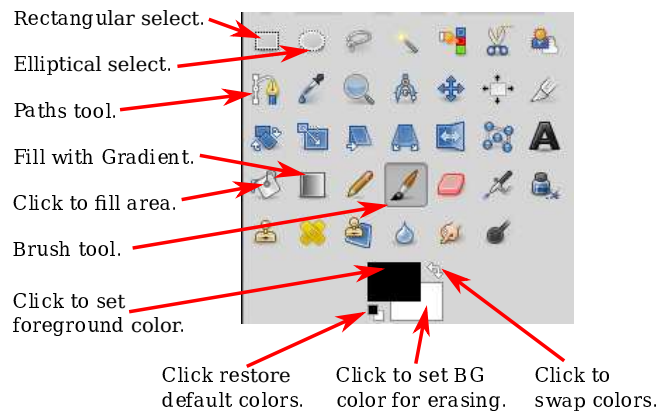 Rectangular select.
Elliptical select.
Paths tool.
Fill with Gradient.
Click to fill area.
Brush tool.
Click to set
foreground color.
Click restore
default colors.
Click to set BG
color for erasing.
Click to
swap colors.